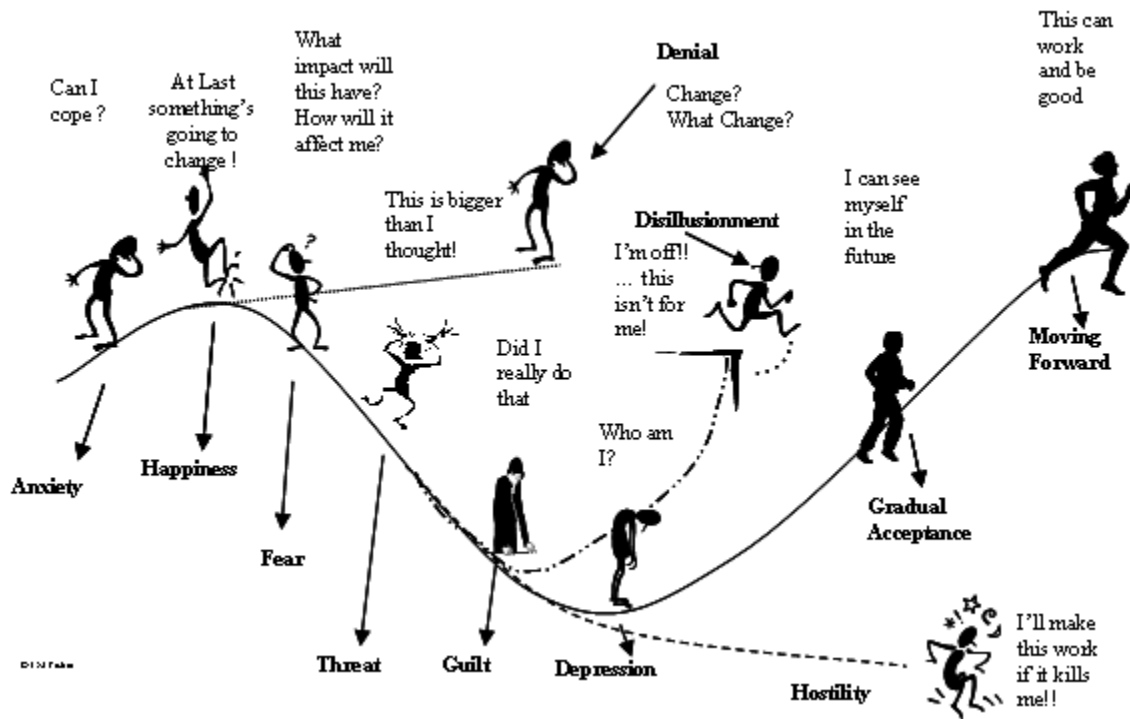 Can I
cope ?
At Last
something's
going to
change !
What
impact will
this have?
How will it
affect me?
Denial
Change?
What Change?
This can
work
and be
good
This is bigger
than I
thought!
?
Disillusionment
I'm off!!
... this
isn't for
me!
I can see
myself
in the
future
Did I
really do
that
Who am
I?
Moving
Forward
Anxiety
Happiness
Fear
Gradual
Acceptance
Threat
Guilt
Depression
Hostility
I'll make
this work
if it kills
me!!